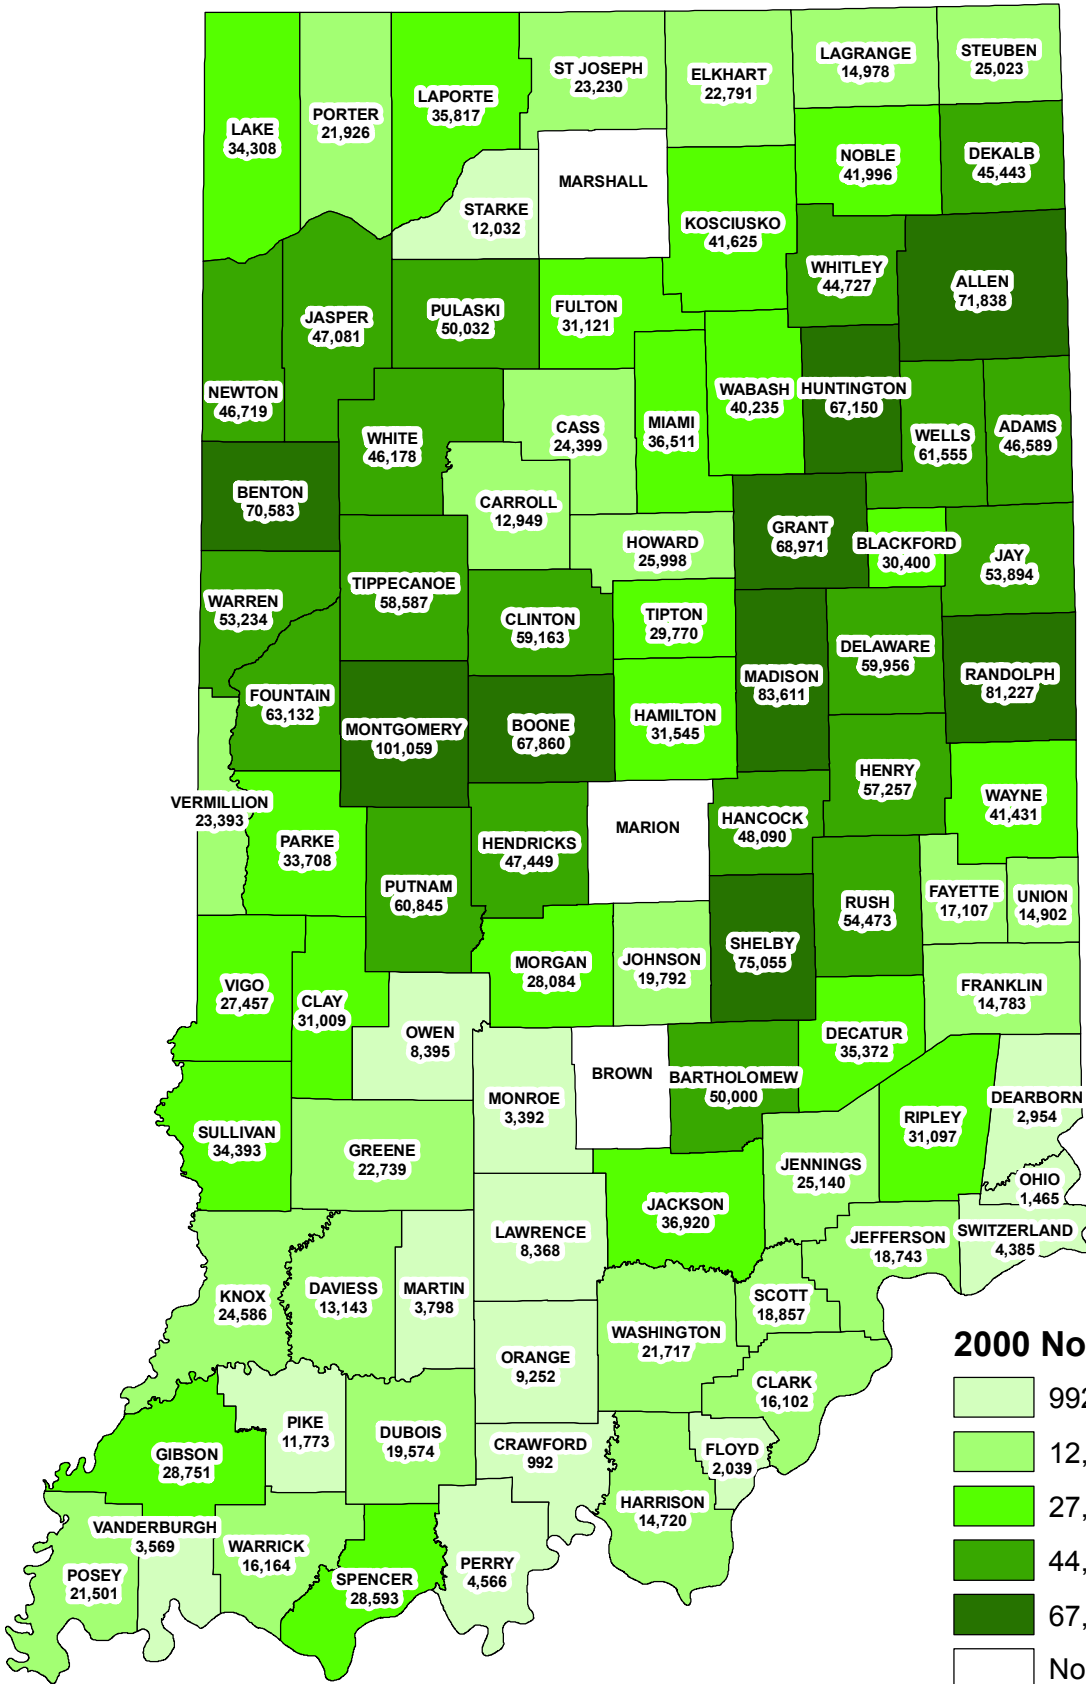 LAGRANGE
14,978
STEUBEN
25,023
ST JOSEPH
23,230
ELKHART
22,791
LAPORTE
35,817
PORTER
21,926
LAKE
34,308
NOBLE
41,996
DEKALB
45,443
MARSHALL
STARKE
12,032
KOSCIUSKO
41,625
WHITLEY
44,727
ALLEN
71,838
JASPER
47,081
PULASKI
50,032
FULTON
31,121
NEWTON
46,719
WABASH
40,235
HUNTINGTON
67,150
WHITE
46,178
CASS
24,399
MIAMI
36,511
WELLS
61,555
ADAMS
46,589
BENTON
70,583
CARROLL
12,949
HOWARD
25,998
GRANT
68,971
BLACKFORD
30,400
JAY
53,894
WARREN
53,234
TIPPECANOE
58,587
CLINTON
59,163
TIPTON
29,770
DELAWARE
59,956
MADISON
83,611
RANDOLPH
81,227
FOUNTAIN
63,132
MONTGOMERY
101,059
BOONE
67,860
HAMILTON
31,545
HENRY
57,257
WAYNE
41,431
VERMILLION
23,393
PARKE
33,708
HENDRICKS
47,449
MARION
HANCOCK
48,090
PUTNAM
60,845
RUSH
54,473
FAYETTE
17,107
UNION
14,902
MORGAN
28,084
JOHNSON
19,792
SHELBY
75,055
VIGO
27,457
CLAY
31,009
FRANKLIN
14,783
OWEN
8,395
DECATUR
35,372
BROWN
BARTHOLOMEW
50,000
MONROE
3,392
DEARBORN
2,954
SULLIVAN
34,393
GREENE
22,739
RIPLEY
31,097
JENNINGS
25,140
OHIO
1,465
JACKSON
36,920
LAWRENCE
8,368
JEFFERSON
18,743
SWITZERLAND
4,385
KNOX
24,586
DAVIESS
13,143
MARTIN
3,798
SCOTT
18,857
WASHINGTON
21,717
ORANGE
9,252
2000 No
CLARK
16,102
992
PIKE
11,773
DUBOIS
19,574
CRAWFORD
992
FLOYD
2,039
GIBSON
28,751
12,
HARRISON
14,720
27,
VANDERBURGH
3,569
WARRICK
16,164
POSEY
21,501
SPENCER
28,593
PERRY
4,566
44,
67,
No